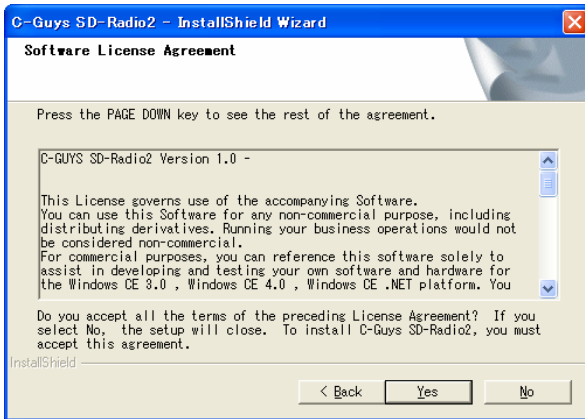 C-Guys SD-Radio2 - InstallShield Wizard
Software License Agreement
Press the PAGE DOWN key to see the rest of the agreement.
C-GUYS SD-Radio2 Version 1.0 -
This License governs use of the accompanying Software.
You can use this Software for any non-commercial purpose, including
distributing derivatives. Running your business operations would not
be considered non-commercial.
For commercial purposes, you can reference this software solely to
assist in developing and testing your own software and hardware for
the Windows CE 3.0 , Windows CE 4.0 , Windows CE .NET platform. You
Do you accept all the terms of the preceding License Agreement? If you
select No, the setup will close. To install C-Guys SD-Radio2, you must
accept this agreement.
InstallShield
< Back Yes No